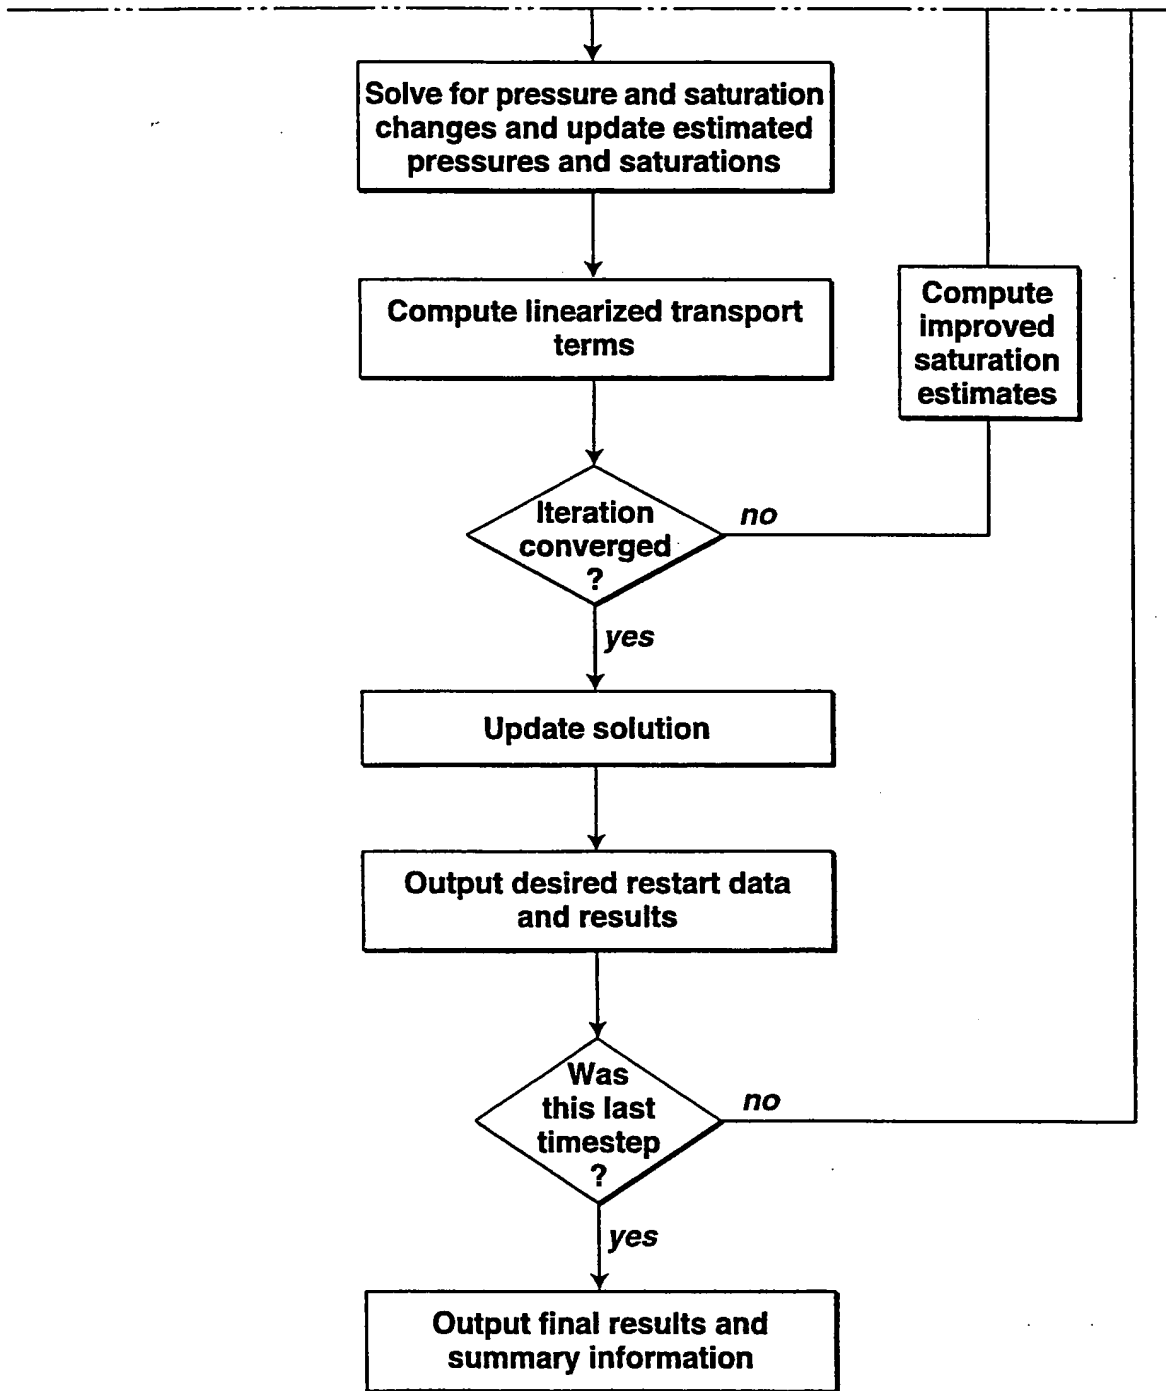 Solve for pressure and saturation
changes and update estimated
pressures and saturations
Compute linearized transport
terms
Compute
improved
saturation
estimates
Iteration
converged
?
no
yes
Update solution
Output desired restart data
and results
Was
this last
timestep
?
no
yes
Output final results and
summary information